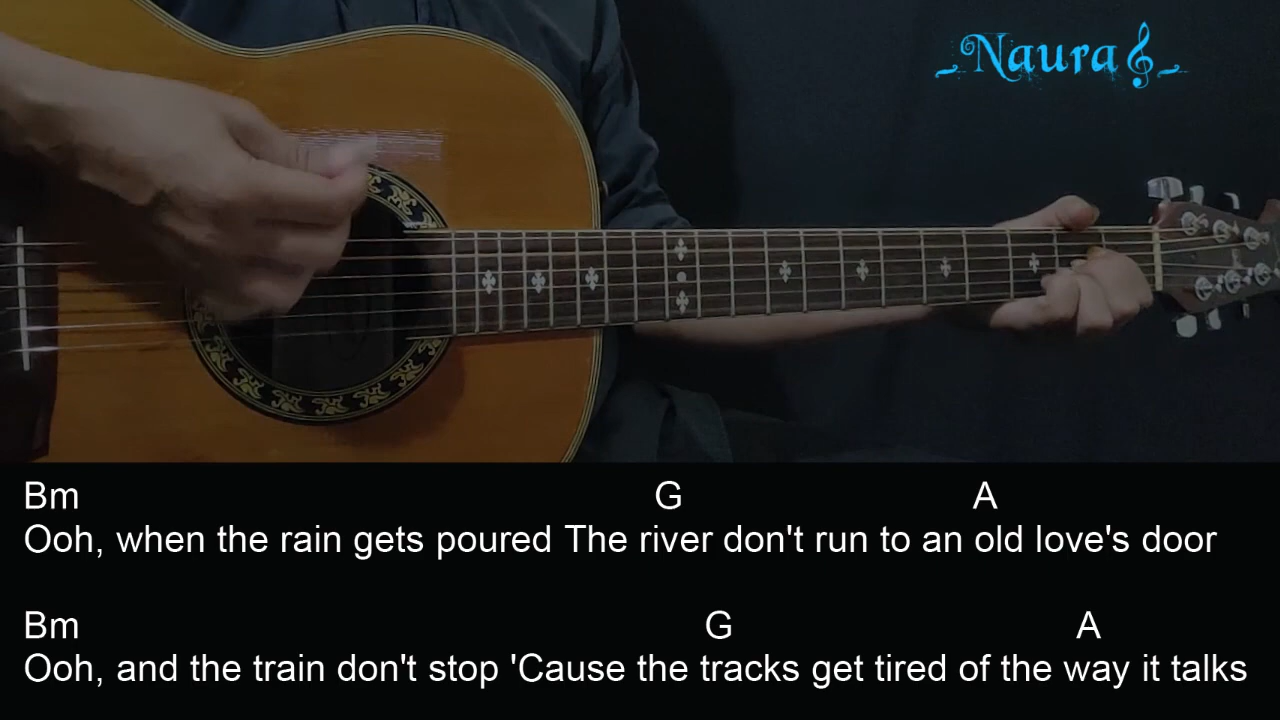 Naura
Bm G A
Ooh, when the rain gets poured The river don't run to an old love's door
Bm G A
Ooh, and the train don't stop 'Cause the tracks get tired of the way it talks